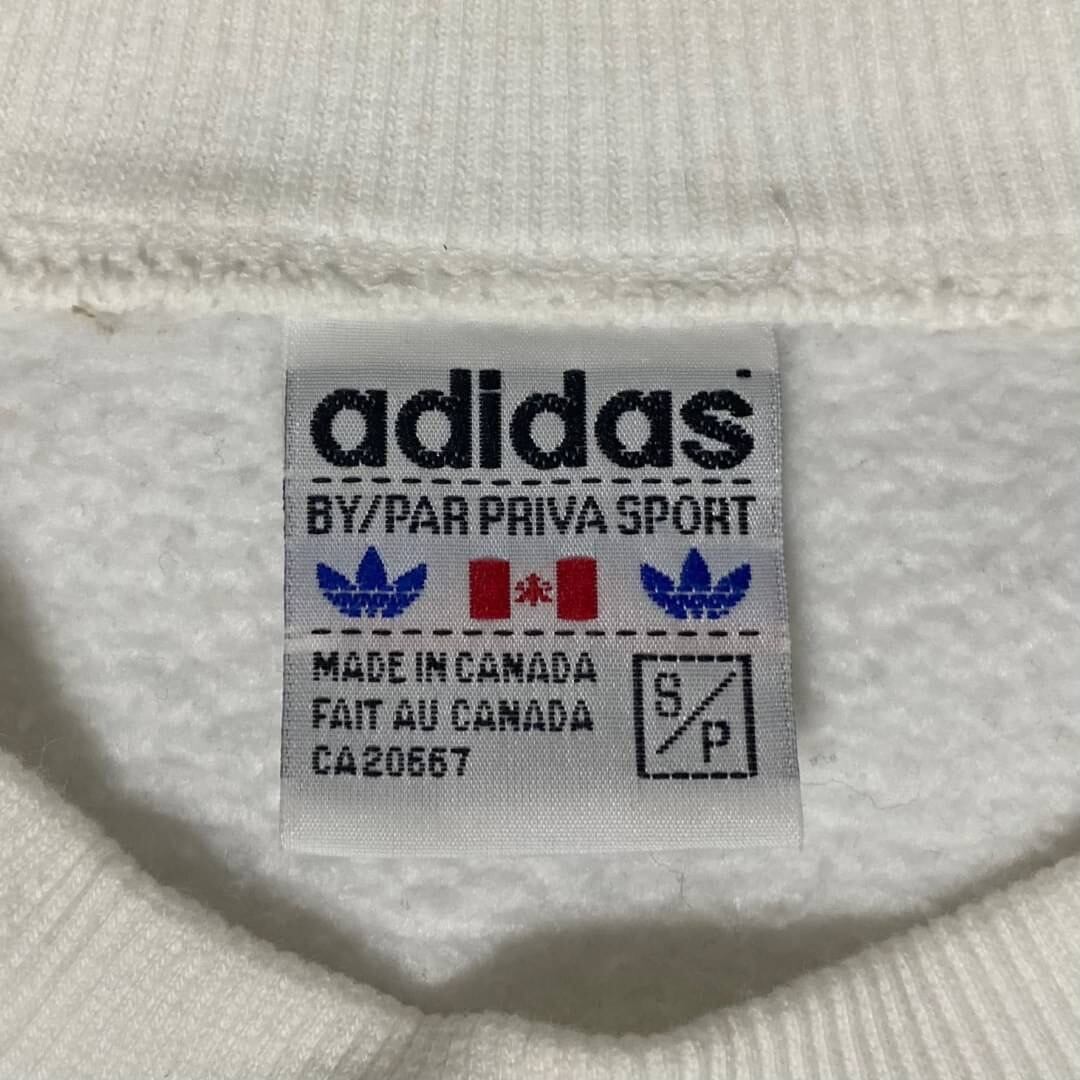 adidas
BY/PAR PRIVA SPORT
MADE IN CANADA
FAIT AU CANADA
CA20667
S/P